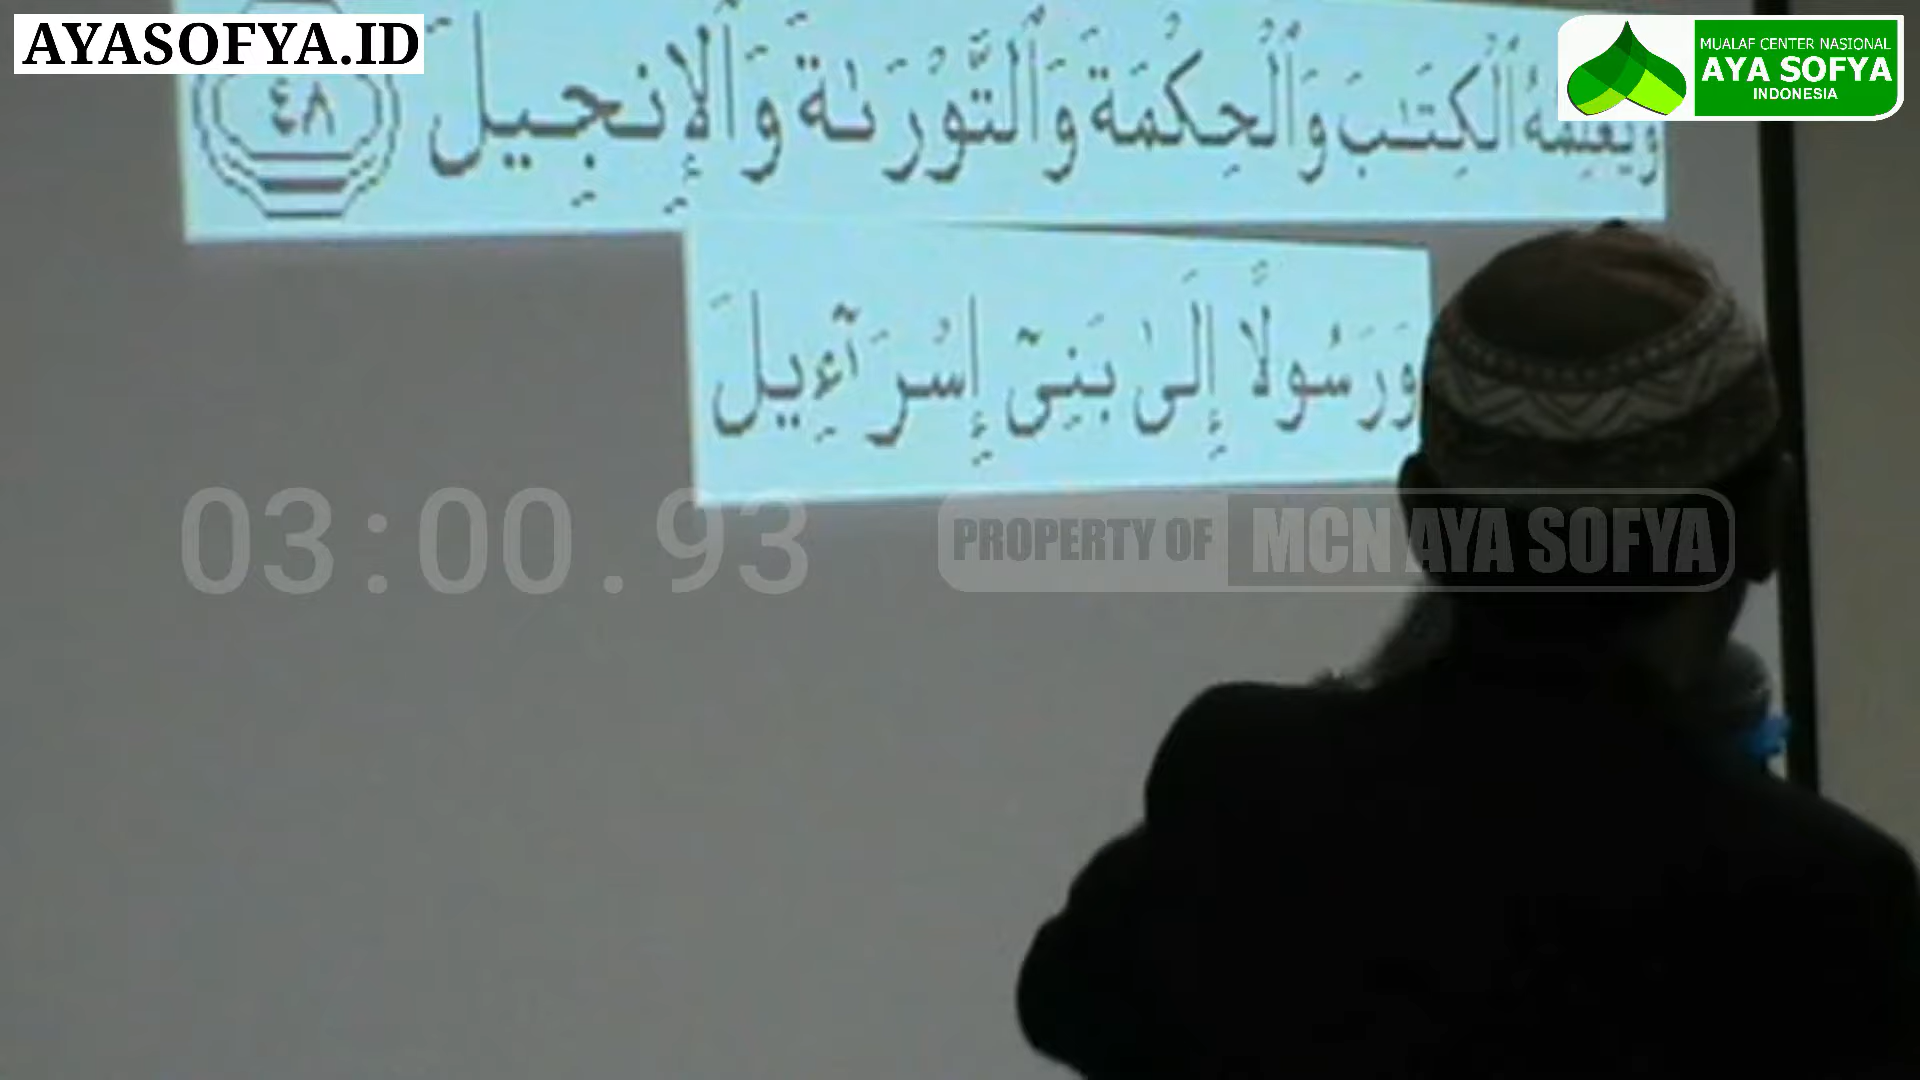 AYASOFYA.ID
MUALAF CENTER NASIONAL
AYA SOFYA
INDONESIA
وَيُعَلِّمُهُ ٱلْكِتَـٰبَ وَٱلْحِكْمَةَ وَٱلتَّوْرَىٰةَ وَٱلْإِنجِيلَ ٤٨
وَرَسُولًا إِلَىٰ بَنِىٓ إِسْرَٰٓءِيلَ
03:00.93
PROPERTY OF MCN AYA SOFYA